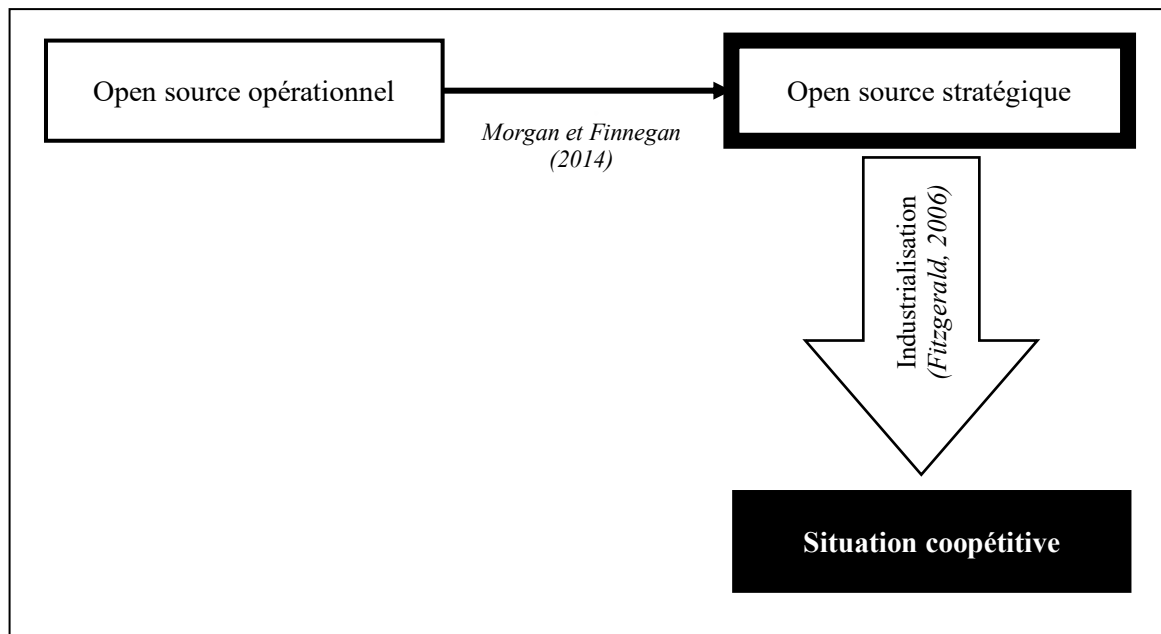 Open source opérationnel
Open source stratégique
Morgan et Finnegan
(2014)
Industrialisation
(Fitzgerald, 2006)
Situation coopétitive